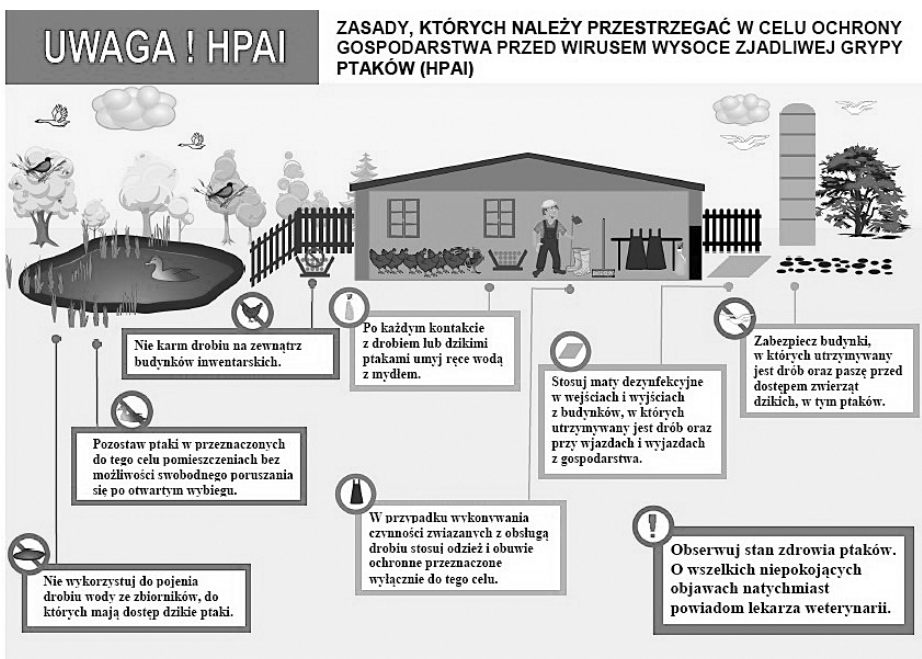 UWAGA ! HPAI
ZASADY, KTÓRYCH NALEŻY PRZESTRZEGAĆ W CELU OCHRONY
GOSPODARSTWA PRZED WIRUSEM WYSOCE ZJADLIWEJ GRYPY
PTAKÓW (HPAI)
Nie karm drobiu na zewnątrz
budynków inwentarskich.
Po każdym kontakcie
z drobiem lub dzikimi
ptakami umyj ręce wodą
z mydłem.
Stosuj maty dezynfekcyjne
w wejściach i wyjściach
z budynków, w których
utrzymywany jest drób oraz
przy wjazdach i wyjazdach
z gospodarstwa.
Zabezpiecz budynki,
w których utrzymywany
jest drób oraz paszę przed
dostępem zwierząt
dzikich, w tym ptaków.
Pozostaw ptaki w przeznaczonych
do tego celu pomieszczeniach bez
możliwości swobodnego poruszania
się po otwartym wybiegu.
W przypadku wykonywania
czynności związanych z obsługą
drobiu stosuj odzież i obuwie
ochronne przeznaczone
wyłącznie do tego celu.
Nie wykorzystuj do pojenia
drobiu wody ze zbiorników, do
których mają dostęp dzikie ptaki.
Obserwuj stan zdrowia ptaków.
O wszelkich niepokojących
objawach natychmiast
powiadom lekarza weterynarii.